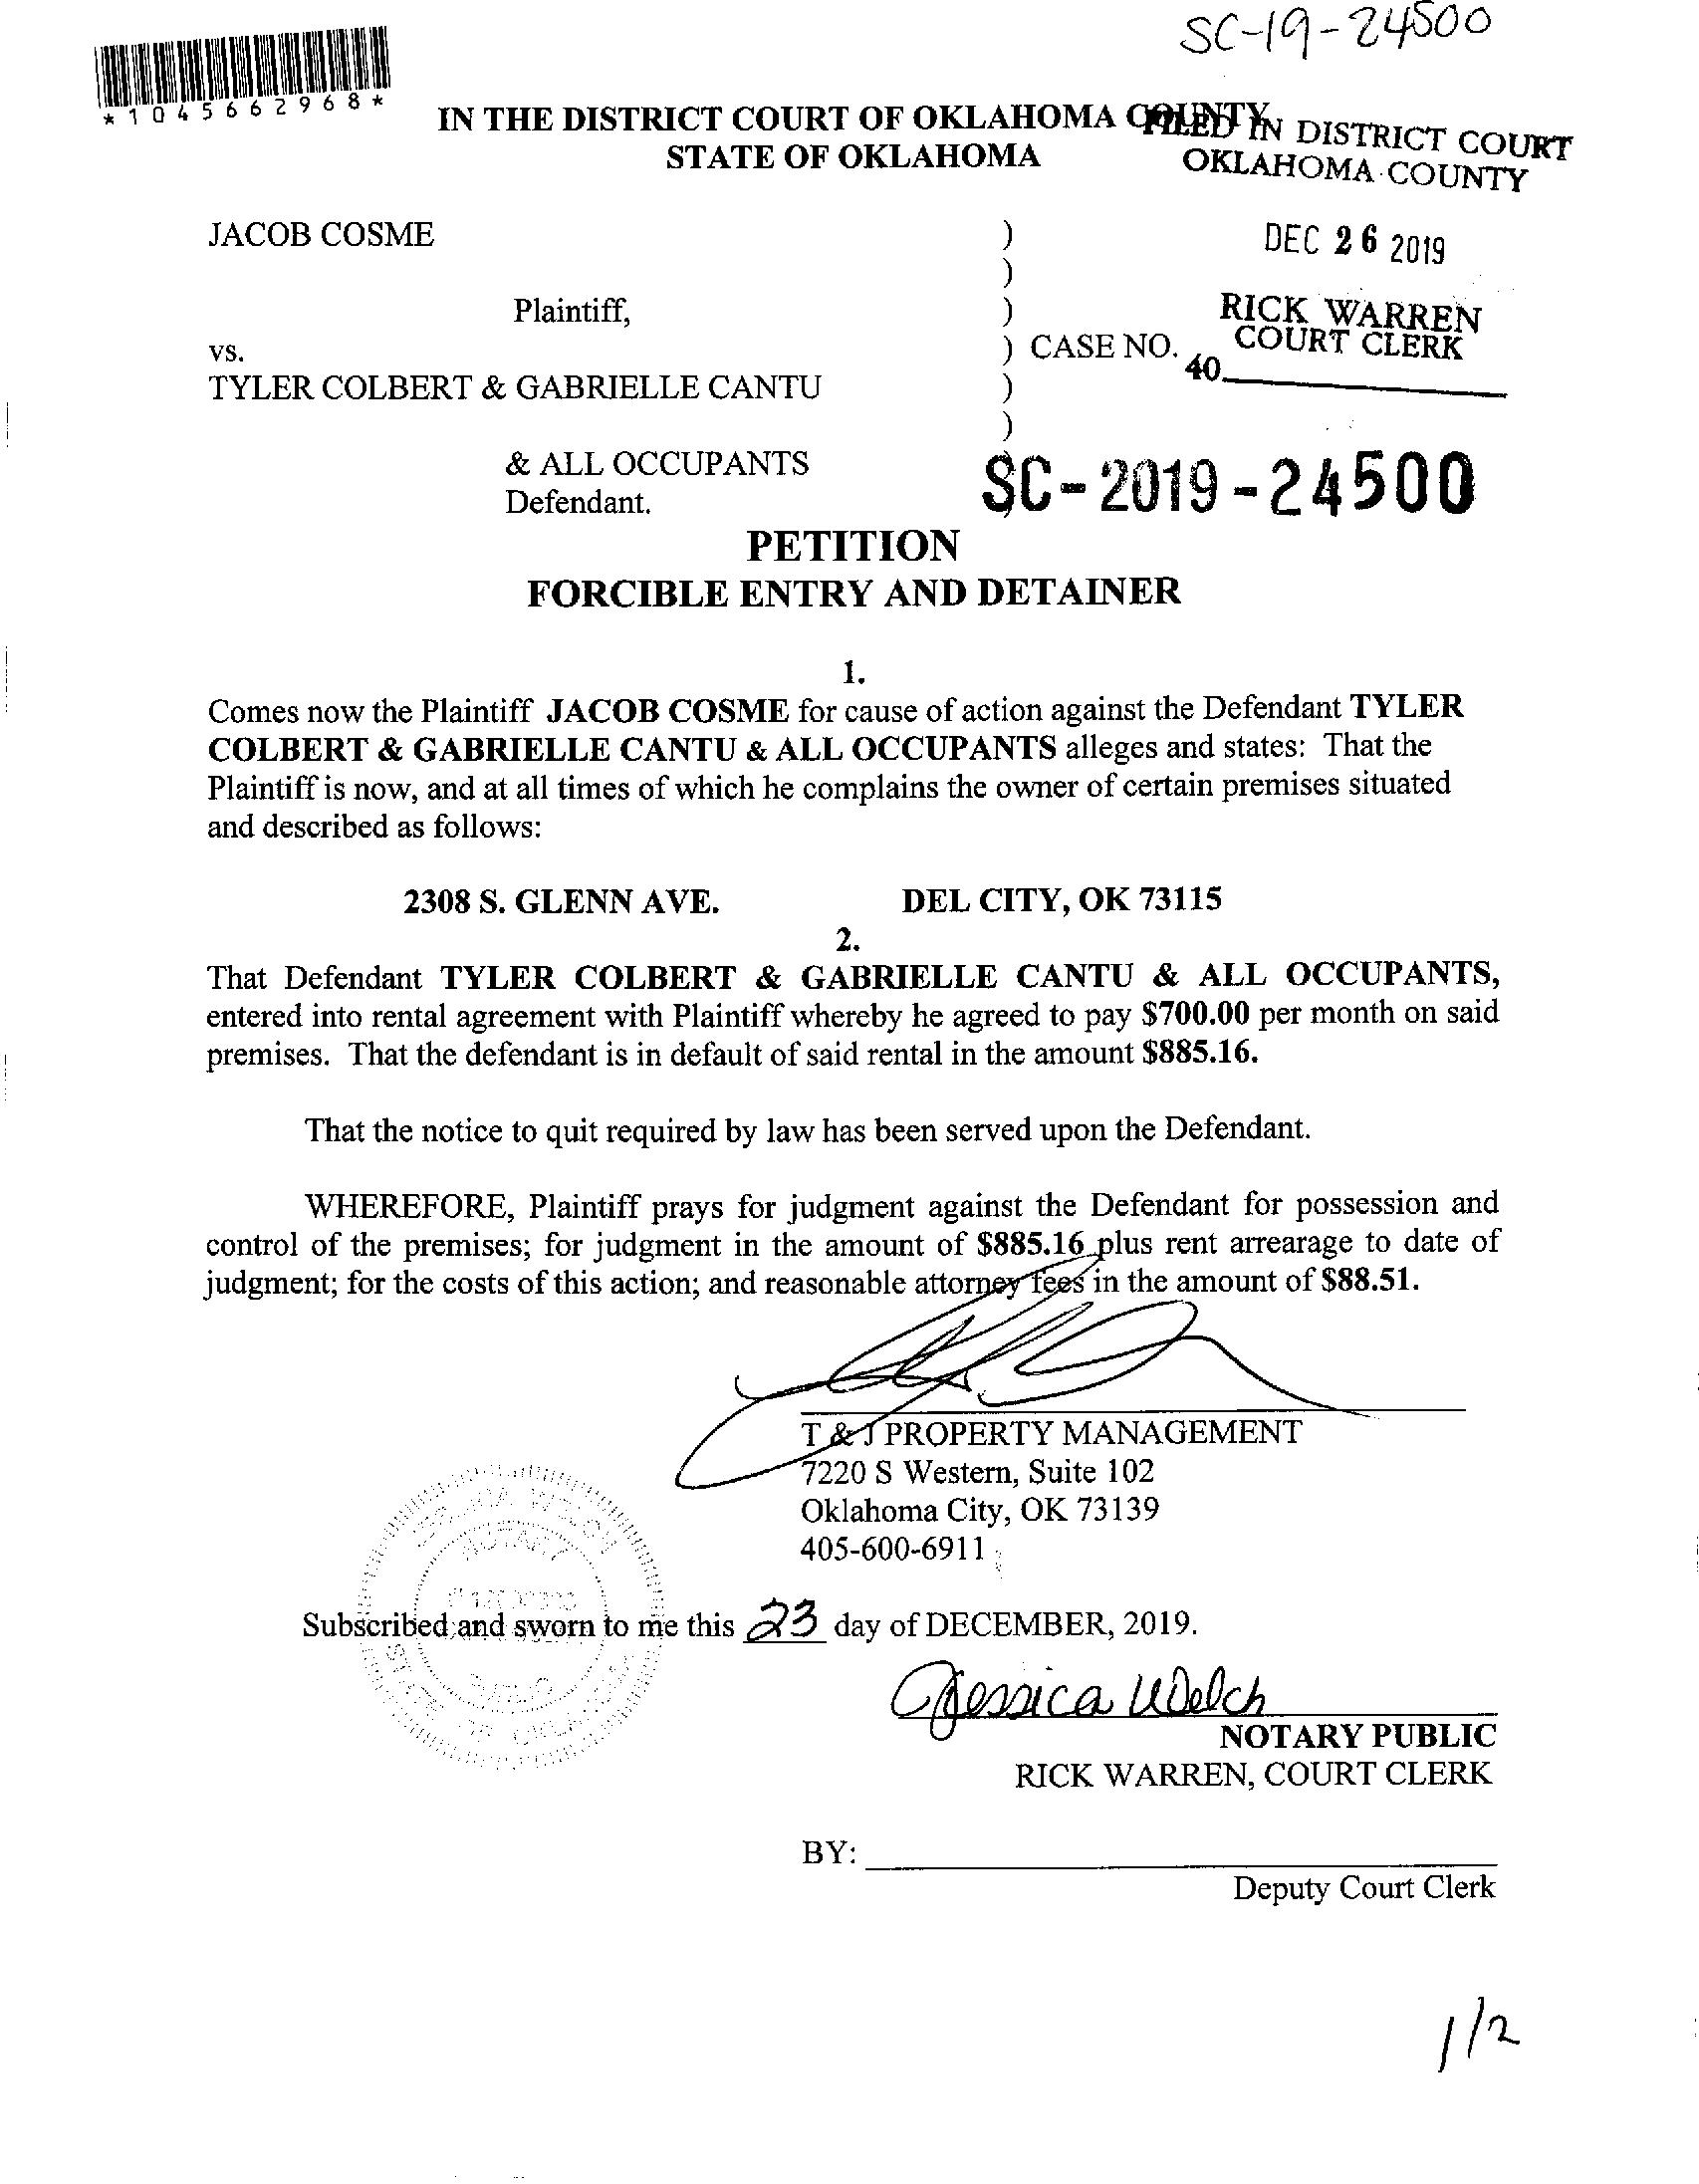 SC-19-24500
*1045662968*
IN THE DISTRICT COURT OF OKLAHOMA COUNTY
STATE OF OKLAHOMA
FILED IN DISTRICT COURT
OKLAHOMA COUNTY
JACOB COSME )
DEC 26 2019
)
Plaintiff, )
RICK WARREN
COURT CLERK
vs. ) CASE NO.
40
TYLER COLBERT & GABRIELLE CANTU )
)
& ALL OCCUPANTS
SC-2019-24500
Defendant.
PETITION
FORCIBLE ENTRY AND DETAINER
1.
Comes now the Plaintiff JACOB COSME for cause of action against the Defendant TYLER
COLBERT & GABRIELLE CANTU & ALL OCCUPANTS alleges and states: That the
Plaintiff is now, and at all times of which he complains the owner of certain premises situated
and described as follows:
2308 S. GLENN AVE. DEL CITY, OK 73115
2.
That Defendant TYLER COLBERT & GABRIELLE CANTU & ALL OCCUPANTS,
entered into rental agreement with Plaintiff whereby he agreed to pay $700.00 per month on said
premises. That the defendant is in default of said rental in the amount $885.16.
That the notice to quit required by law has been served upon the Defendant.
WHEREFORE, Plaintiff prays for judgment against the Defendant for possession and
control of the premises; for judgment in the amount of $885.16 plus rent arrearage to date of
judgment; for the costs of this action; and reasonable attorney fees in the amount of $88.51.
T & J PROPERTY MANAGEMENT
7220 S Western, Suite 102
Oklahoma City, OK 73139
405-600-6911
NOTARY
Subscribed and sworn to me this 23 day of DECEMBER, 2019.
STATE OF OKLAHOMA
Jessica Welch
NOTARY PUBLIC
RICK WARREN, COURT CLERK
BY:
Deputy Court Clerk
1/2